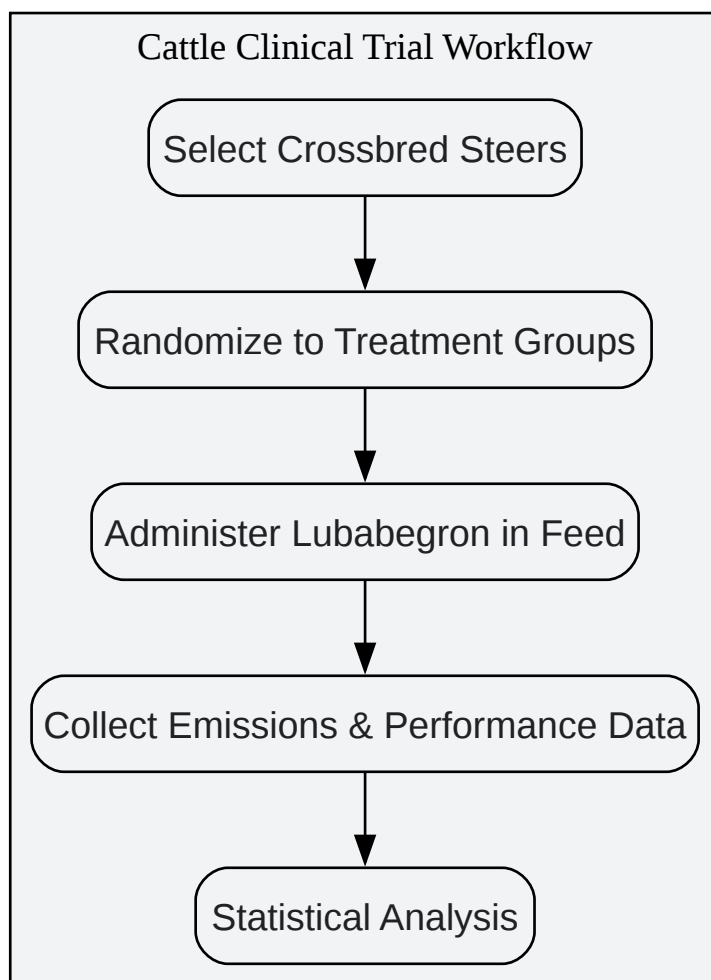 Cattle Clinical Trial Workflow
Select Crossbred Steers
Randomize to Treatment Groups
Administer Lubabegron in Feed
Collect Emissions & Performance Data
Statistical Analysis